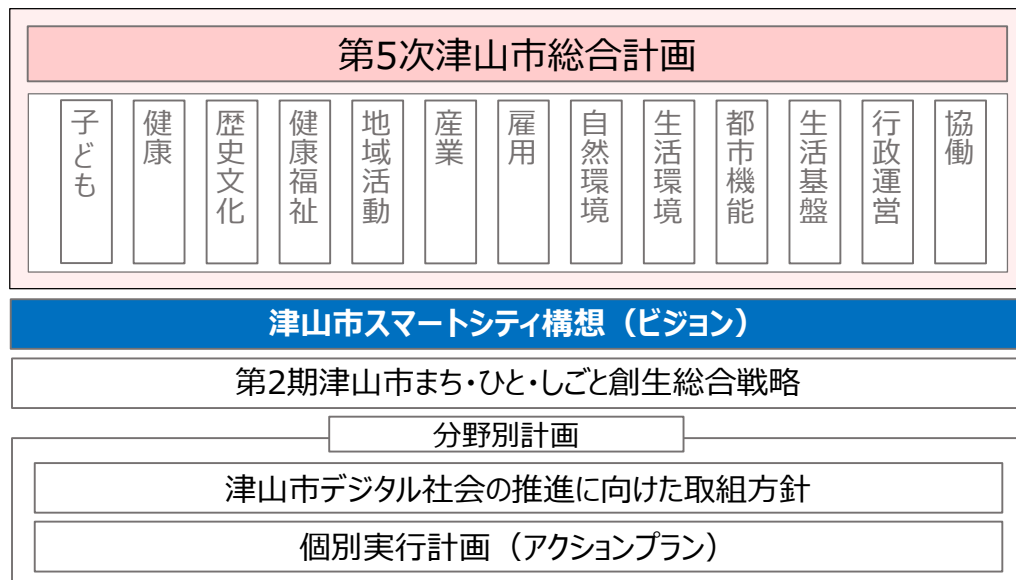 第5次津山市総合計画
子ども
健康
歴史文化
健康福祉
地域活動
産業
雇用
自然環境
生活環境
都市機能
生活基盤
行政運営
協働
津山市スマートシティ構想（ビジョン）
第2期津山市まち・ひと・しごと創生総合戦略
分野別計画
津山市デジタル社会の推進に向けた取組方針
個別実行計画（アクションプラン）